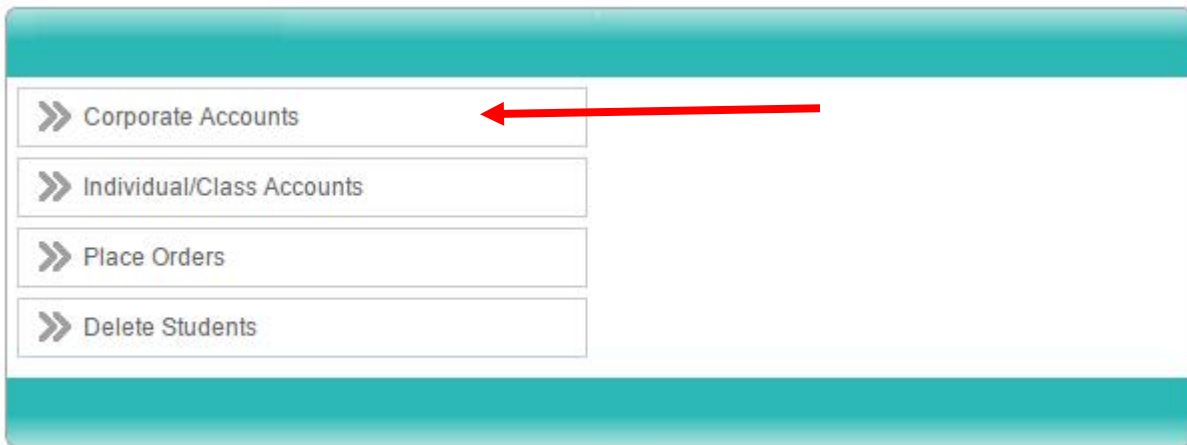 Corporate Accounts
Individual/Class Accounts
Place Orders
Delete Students